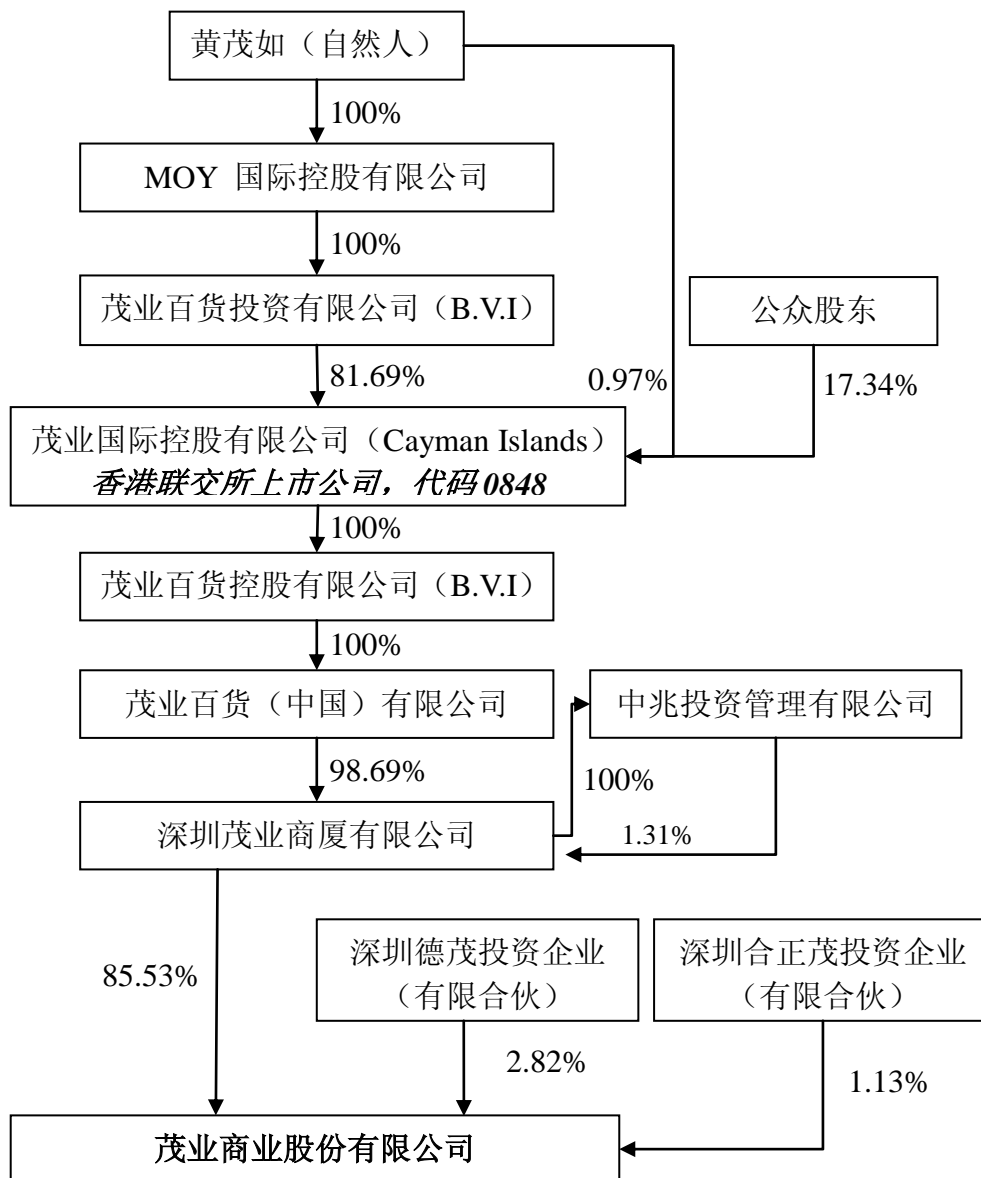 黄茂如（自然人）
100%
MOY 国际控股有限公司
100%
茂业百货投资有限公司（B.V.I）
公众股东
81.69%
0.97%
17.34%
茂业国际控股有限公司（Cayman Islands）
香港联交所上市公司，代码 0848
100%
茂业百货控股有限公司（B.V.I）
100%
茂业百货（中国）有限公司
中兆投资管理有限公司
98.69%
100%
深圳茂业商厦有限公司
1.31%
深圳德茂投资企业
（有限合伙）
深圳合正茂投资企业
（有限合伙）
85.53%
2.82%
1.13%
茂业商业股份有限公司